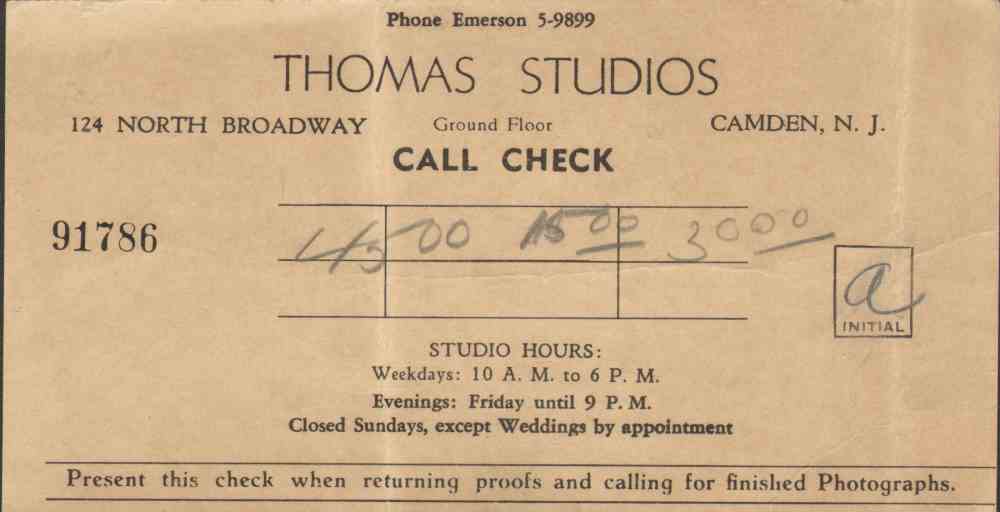 Phone Emerson 5-9899
THOMAS STUDIOS
124 NORTH BROADWAY Ground Floor CAMDEN, N. J.
CALL CHECK
91786 4500 1500 3000
a
INITIAL
STUDIO HOURS:
Weekdays: 10 A. M. to 6 P. M.
Evenings: Friday until 9 P. M.
Closed Sundays, except Weddings by appointment
Present this check when returning proofs and calling for finished Photographs.